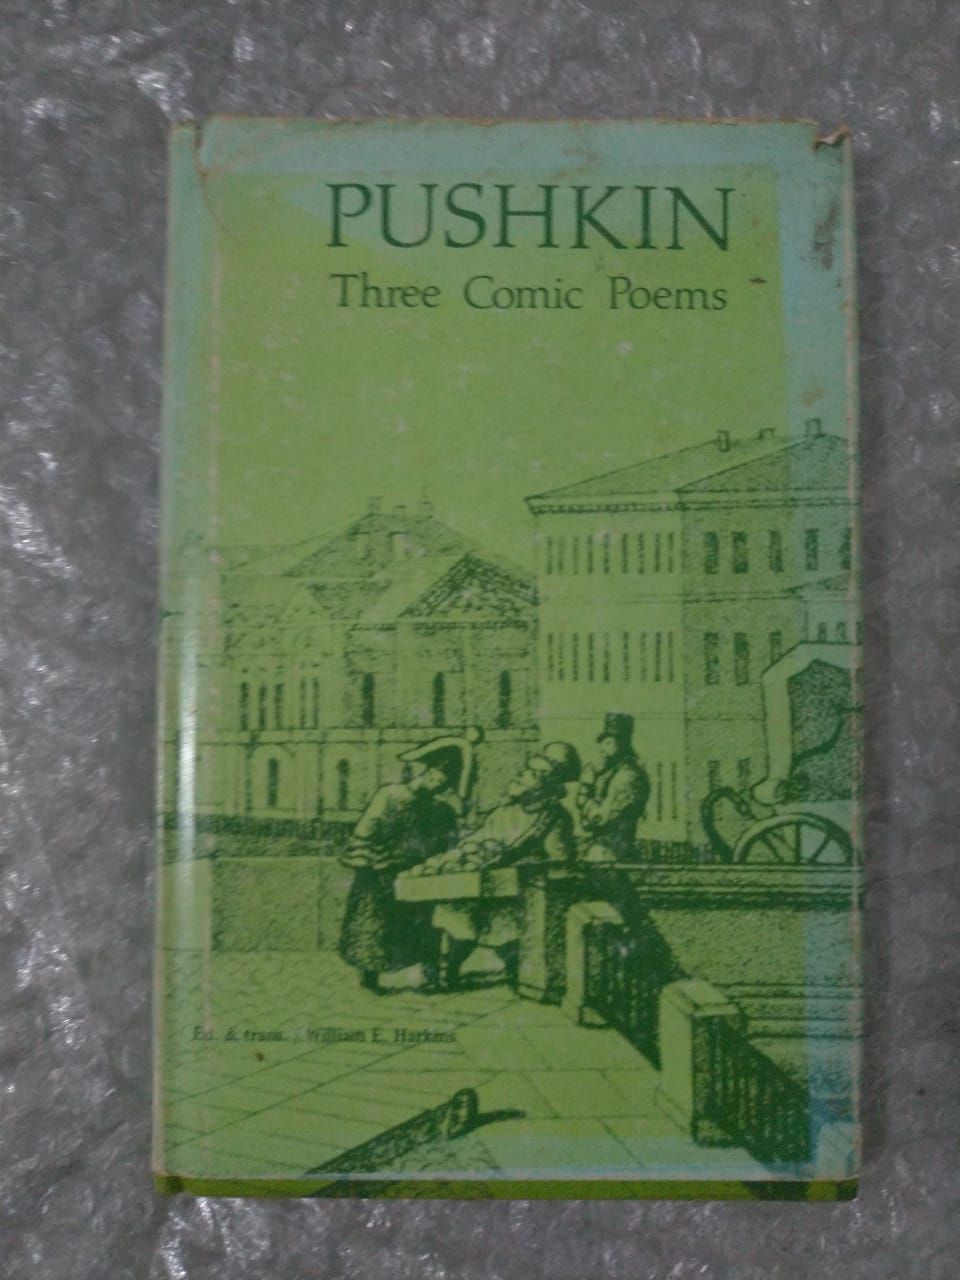 PUSHKIN
Three Comic Poems
Ed. & trans. William E. Harkins